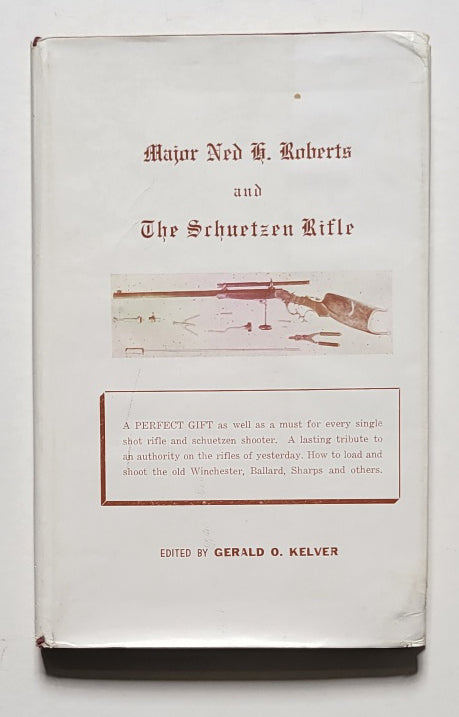 Major Ned H. Roberts
and
The Schuetzen Rifle
A PERFECT GIFT as well as a must for every single
shot rifle and schuetzen shooter. A lasting tribute to
an authority on the rifles of yesterday. How to load and
shoot the old Winchester, Ballard, Sharps and others.
EDITED BY GERALD O. KELVER